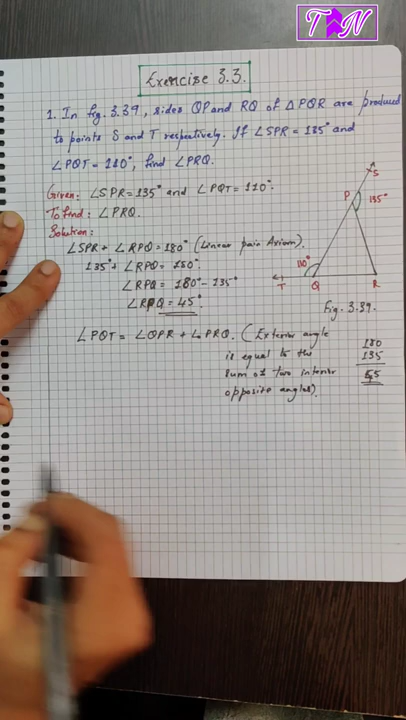 TN
Exercise 3.3.
1. In fig. 3.39, sides QP and RQ of △PQR are produced
to points S and T respectively. If ∠SPR = 135° and
∠PQT = 110°, find ∠PRQ.
Given: ∠SPR = 135° and ∠PQT = 110°.
To find: ∠PRQ.
Solution:
∠SPR + ∠RPQ = 180° (Linear pair Axiom).
135° + ∠RPQ = 180°.
∠RPQ = 180° - 135°
∠RPQ = 45°
S
P
135°
110°
T
Q
R
Fig. 3.39.
∠PQT = ∠QPR + ∠PRQ. (Exterior angle
is equal to the
sum of two interior
opposite angles).
180
135
45